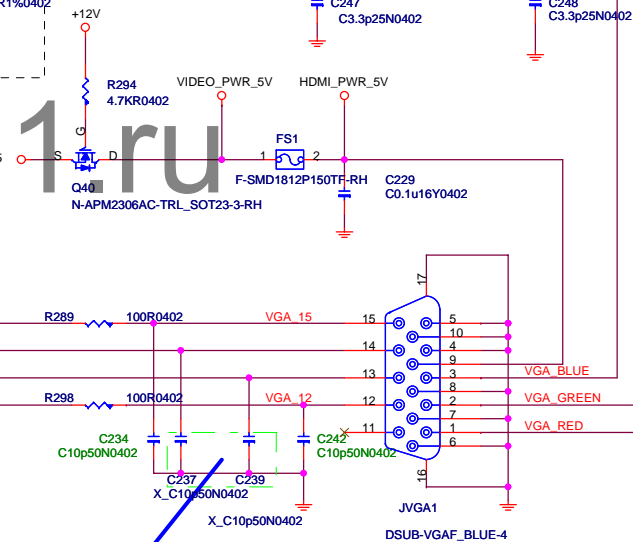 R1%0402
C247
C3.3p25N0402
C248
C3.3p25N0402
+12V
R294
4.7KR0402
VIDEO_PWR_5V
HDMI_PWR_5V
1.ru
G
S
D
FS1
1
2
Q40
F-SMD1812P150TF-RH
N-APM2306AC-TRL_SOT23-3-RH
C229
C0.1u16Y0402
17
R289
100R0402
VGA_15
15
5
10
14
4
9
13
3
VGA_BLUE
8
R298
100R0402
VGA_12
12
2
VGA_GREEN
7
11
1
VGA_RED
6
C234
C10p50N0402
C242
C10p50N0402
C237
C239
16
X_C10p50N0402
X_C10p50N0402
JVGA1
DSUB-VGAF_BLUE-4